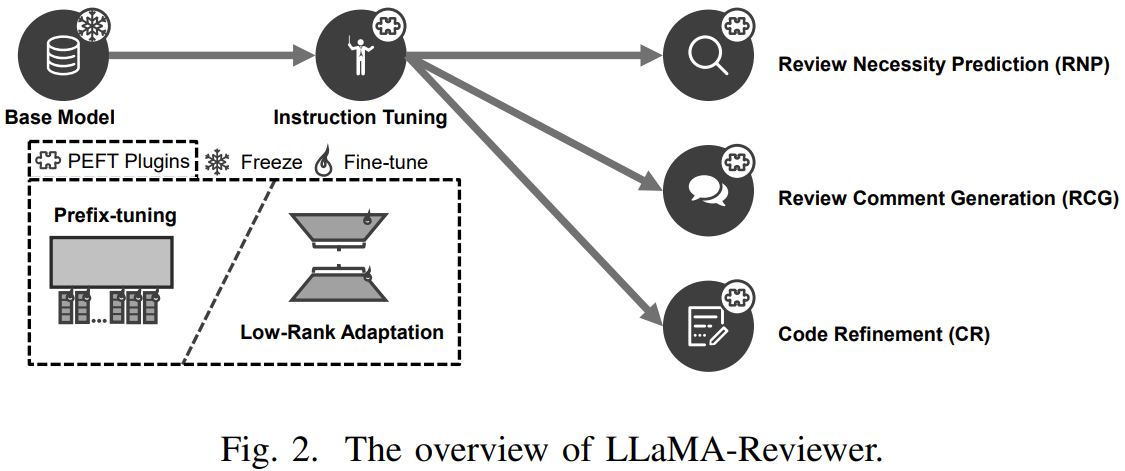 Base Model
Instruction Tuning
Review Necessity Prediction (RNP)
Review Comment Generation (RCG)
Code Refinement (CR)
PEFT Plugins
Freeze
Fine-tune
Prefix-tuning
...
Low-Rank Adaptation
Fig. 2. The overview of LLaMA-Reviewer.